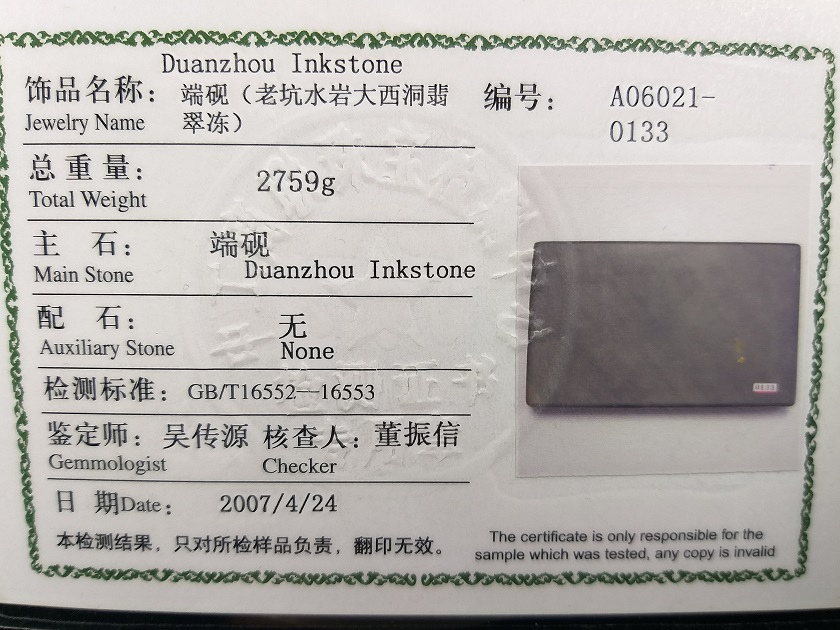 Duanzhou Inkstone
饰品名称： 端砚（老坑水岩大西洞翡
Jewelry Name 翠冻）
编号： A06021-
0133
总重量： 2759g
Total Weight
主 石： 端砚
Main Stone Duanzhou Inkstone
配 石： 无
Auxiliary Stone None
检测标准：GB/T16552—16553
鉴定师：吴传源 核查人：董振信
Gemmologist Checker
日 期Date： 2007/4/24
0133
本检测结果，只对所检样品负责，翻印无效。
The certificate is only responsible for the
sample which was tested, any copy is invalid